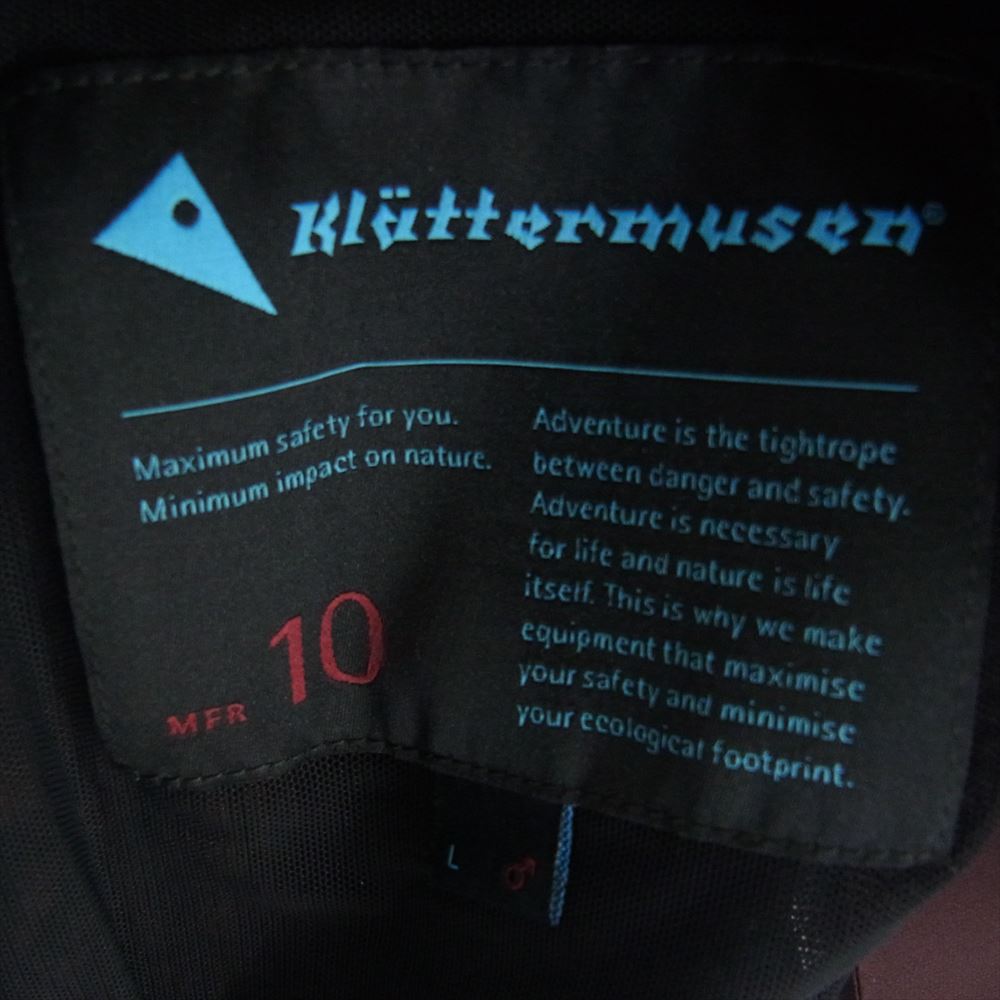 Klättermusen®
Maximum safety for you.
Minimum impact on nature.
MFR 10
Adventure is the tightrope
between danger and safety.
Adventure is necessary
for life and nature is life
itself. This is why we make
equipment that maximise
your safety and minimise
your ecological footprint.
L ♂